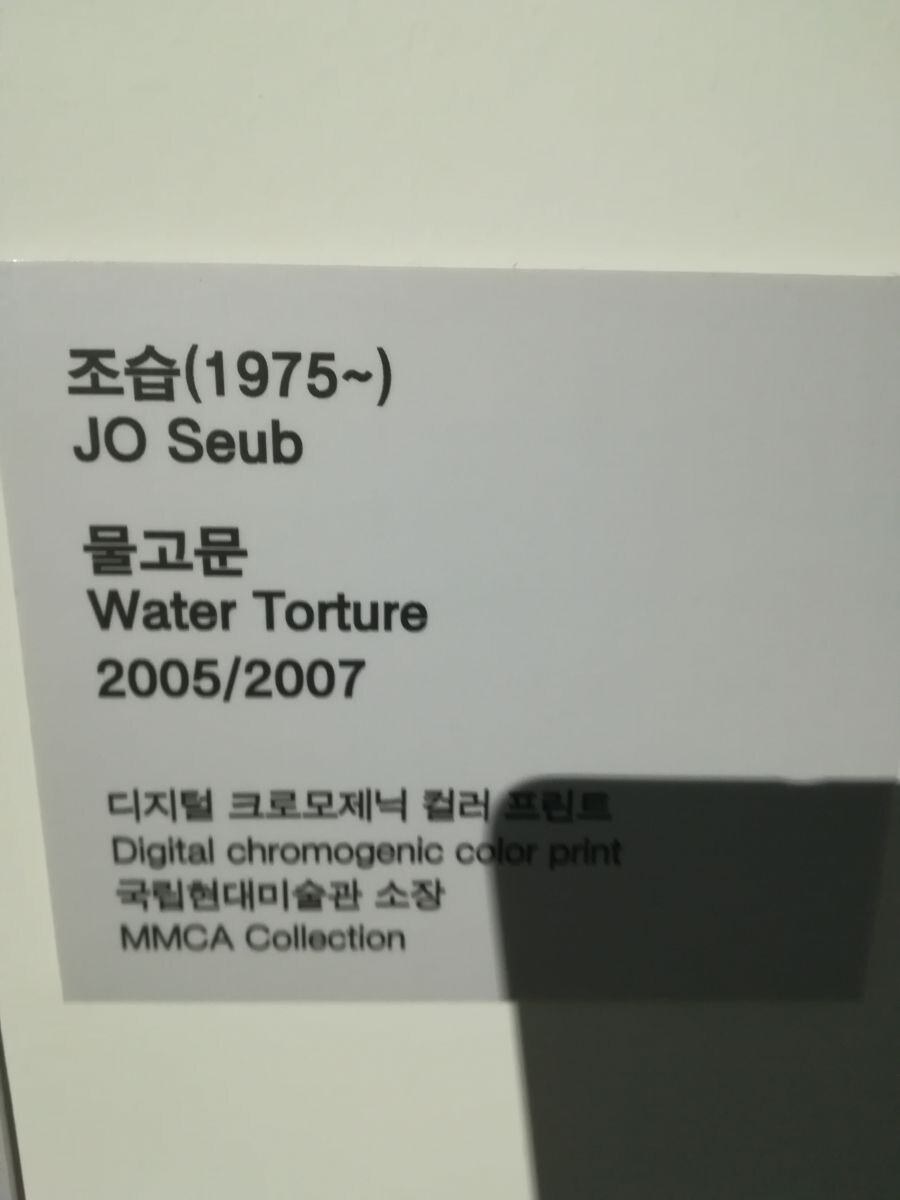 조습(1975~)
JO Seub
물고문
Water Torture
2005/2007
디지털 크로모제닉 컬러 프린트
Digital chromogenic color print
국립현대미술관 소장
MMCA Collection